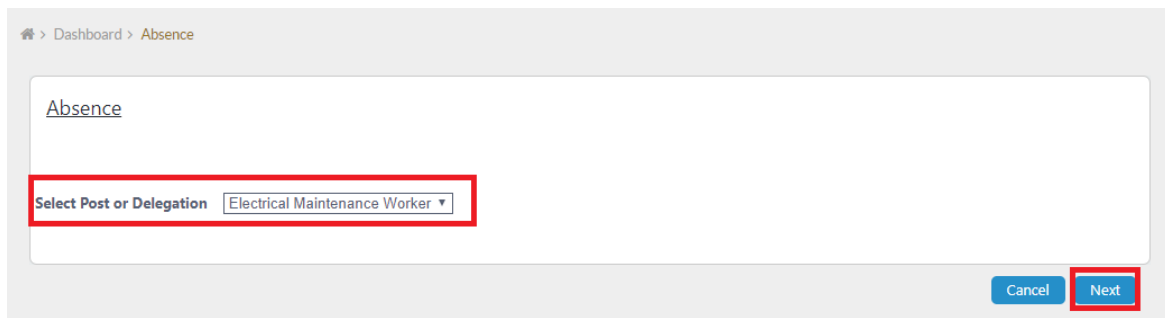 > Dashboard > Absence
Absence
Select Post or Delegation Electrical Maintenance Worker
Cancel Next